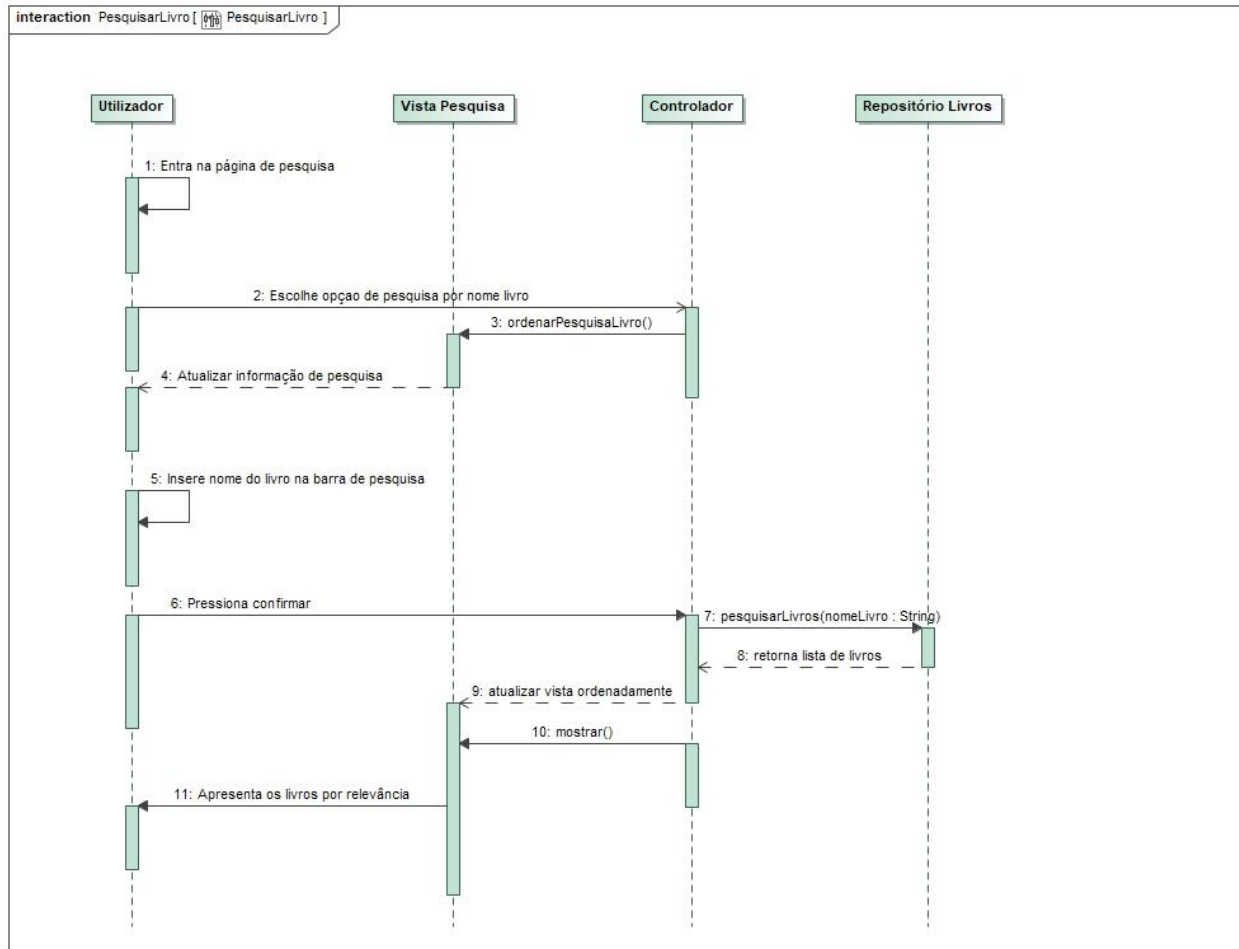 interaction PesquisarLivro [ PesquisarLivro ]
Utilizador
Vista Pesquisa
Controlador
Repositório Livros
1: Entra na página de pesquisa
2: Escolhe opçao de pesquisa por nome livro
3: ordenarPesquisaLivro()
4: Atualizar informação de pesquisa
5: Insere nome do livro na barra de pesquisa
6: Pressiona confirmar
7: pesquisarLivros(nomeLivro : String)
8: retorna lista de livros
9: atualizar vista ordenadamente
10: mostrar()
11: Apresenta os livros por relevância